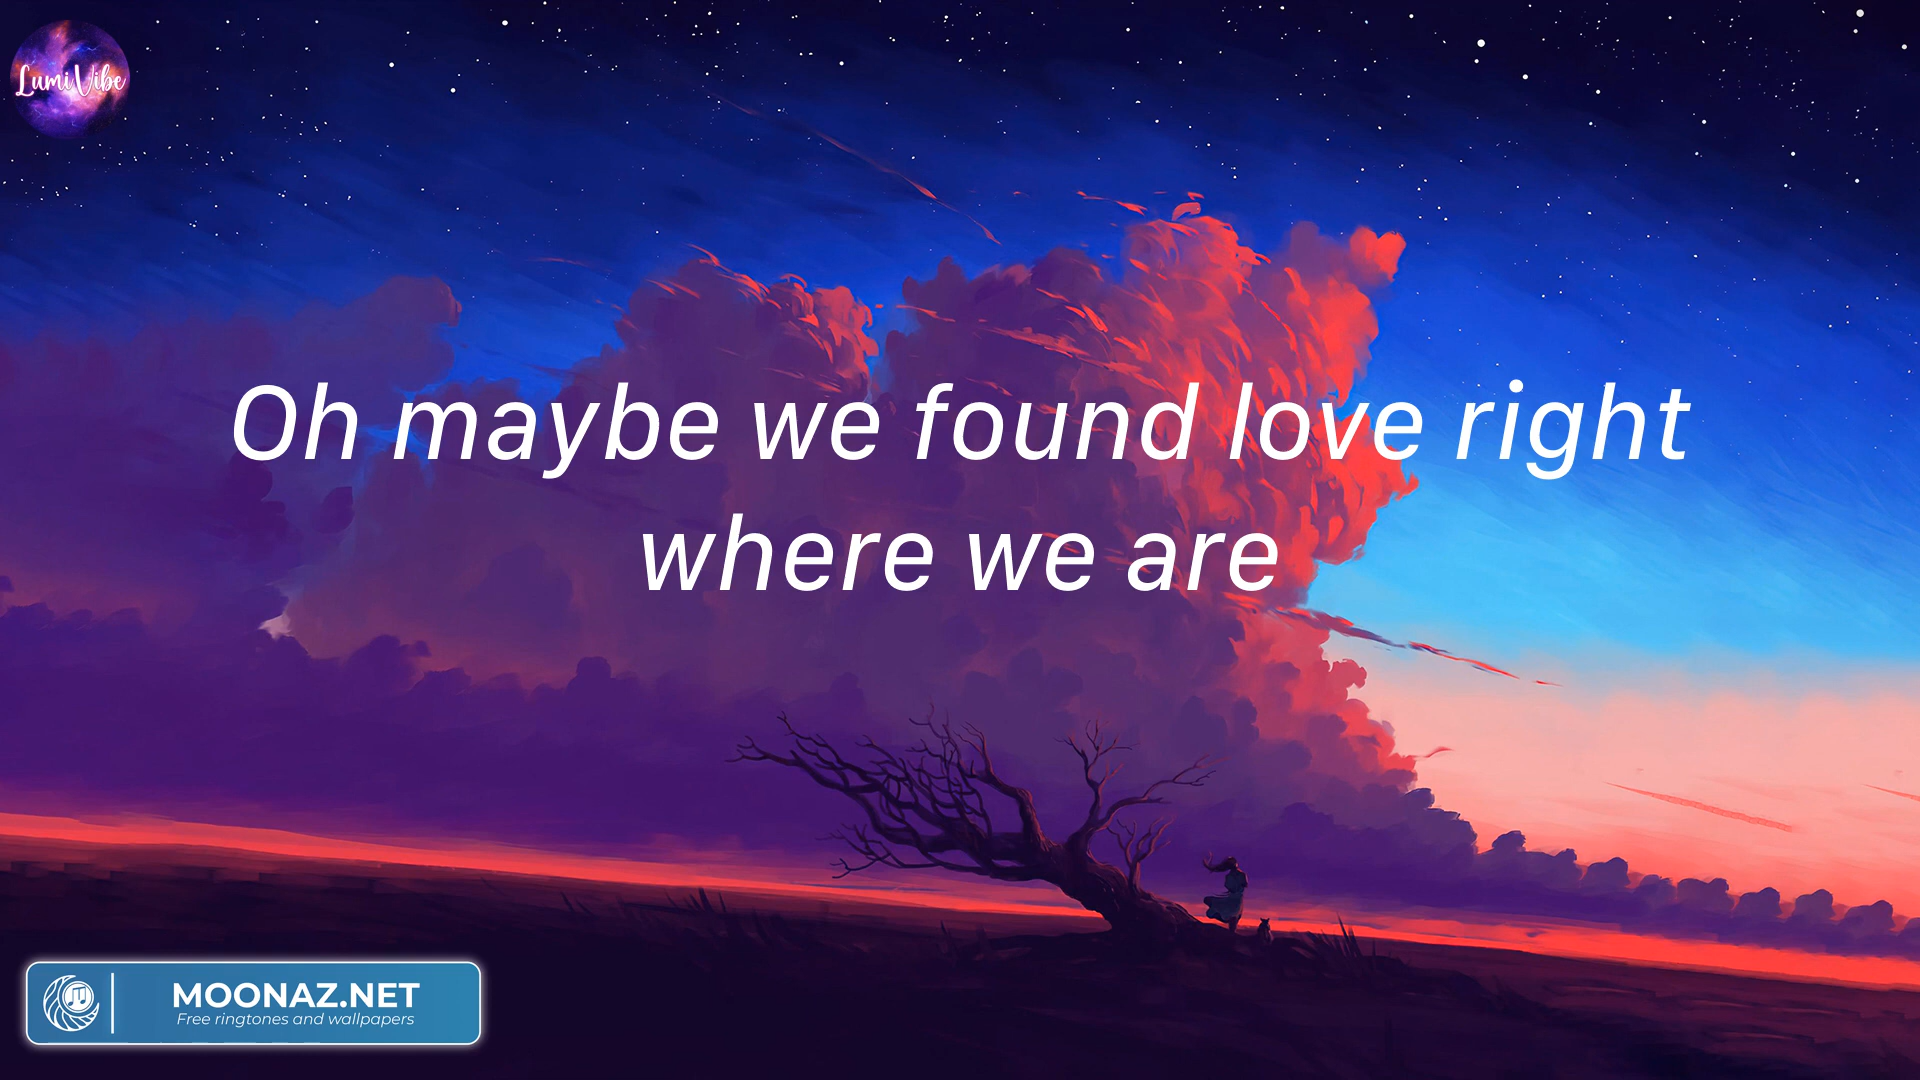 LumiVibe
Oh maybe we found love right
where we are
MOONAZ.NET
Free ringtones and wallpapers